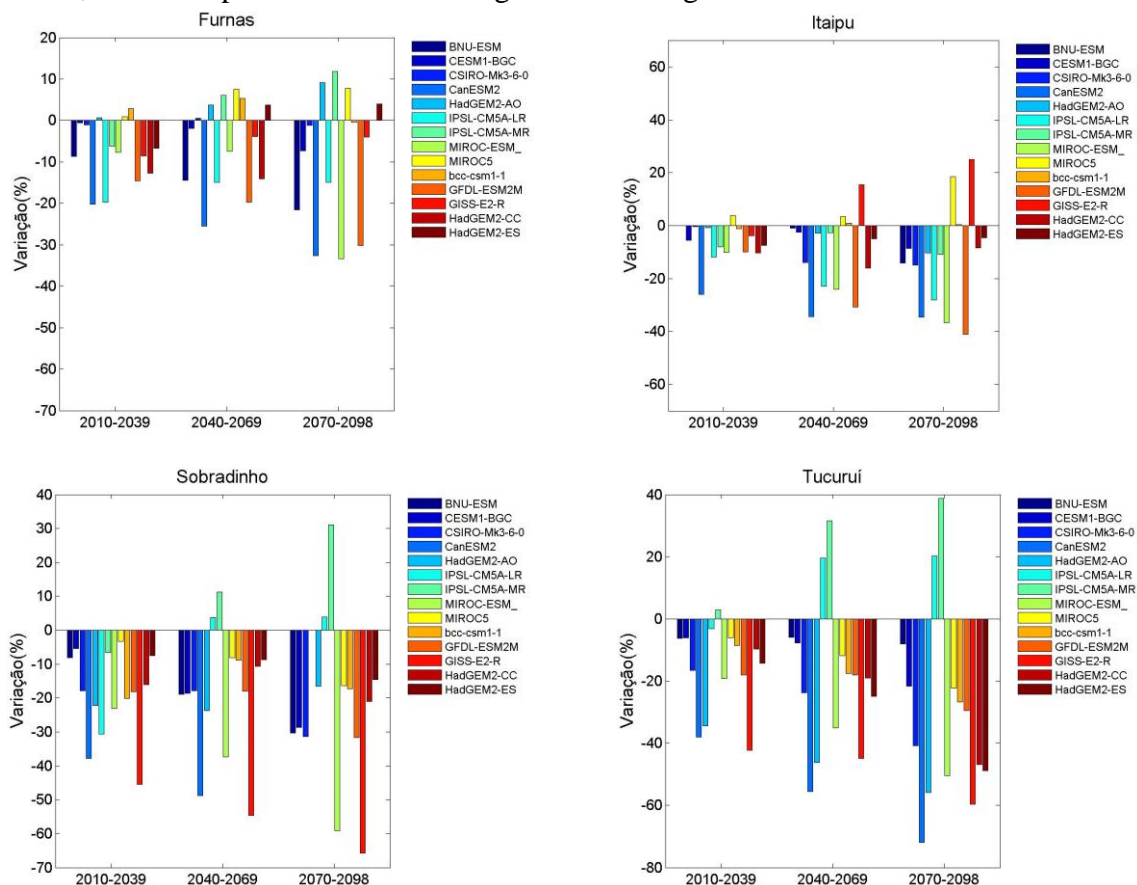 Furnas
Variação(%)
20
10
0
-10
-20
-30
-40
-50
-60
-70
2010-2039
2040-2069
2070-2098
BNU-ESM
CESM1-BGC
CSIRO-Mk3-6-0
CanESM2
HadGEM2-AO
IPSL-CM5A-LR
IPSL-CM5A-MR
MIROC-ESM_
MIROC5
bcc-csm1-1
GFDL-ESM2M
GISS-E2-R
HadGEM2-CC
HadGEM2-ES
Itaipu
Variação(%)
60
40
20
0
-20
-40
-60
2010-2039
2040-2069
2070-2098
BNU-ESM
CESM1-BGC
CSIRO-Mk3-6-0
CanESM2
HadGEM2-AO
IPSL-CM5A-LR
IPSL-CM5A-MR
MIROC-ESM_
MIROC5
bcc-csm1-1
GFDL-ESM2M
GISS-E2-R
HadGEM2-CC
HadGEM2-ES
Sobradinho
Variação(%)
40
30
20
10
0
-10
-20
-30
-40
-50
-60
-70
2010-2039
2040-2069
2070-2098
BNU-ESM
CESM1-BGC
CSIRO-Mk3-6-0
CanESM2
HadGEM2-AO
IPSL-CM5A-LR
IPSL-CM5A-MR
MIROC-ESM_
MIROC5
bcc-csm1-1
GFDL-ESM2M
GISS-E2-R
HadGEM2-CC
HadGEM2-ES
Tucuruí
Variação(%)
40
20
0
-20
-40
-60
-80
2010-2039
2040-2069
2070-2098
BNU-ESM
CESM1-BGC
CSIRO-Mk3-6-0
CanESM2
HadGEM2-AO
IPSL-CM5A-LR
IPSL-CM5A-MR
MIROC-ESM_
MIROC5
bcc-csm1-1
GFDL-ESM2M
GISS-E2-R
HadGEM2-CC
HadGEM2-ES